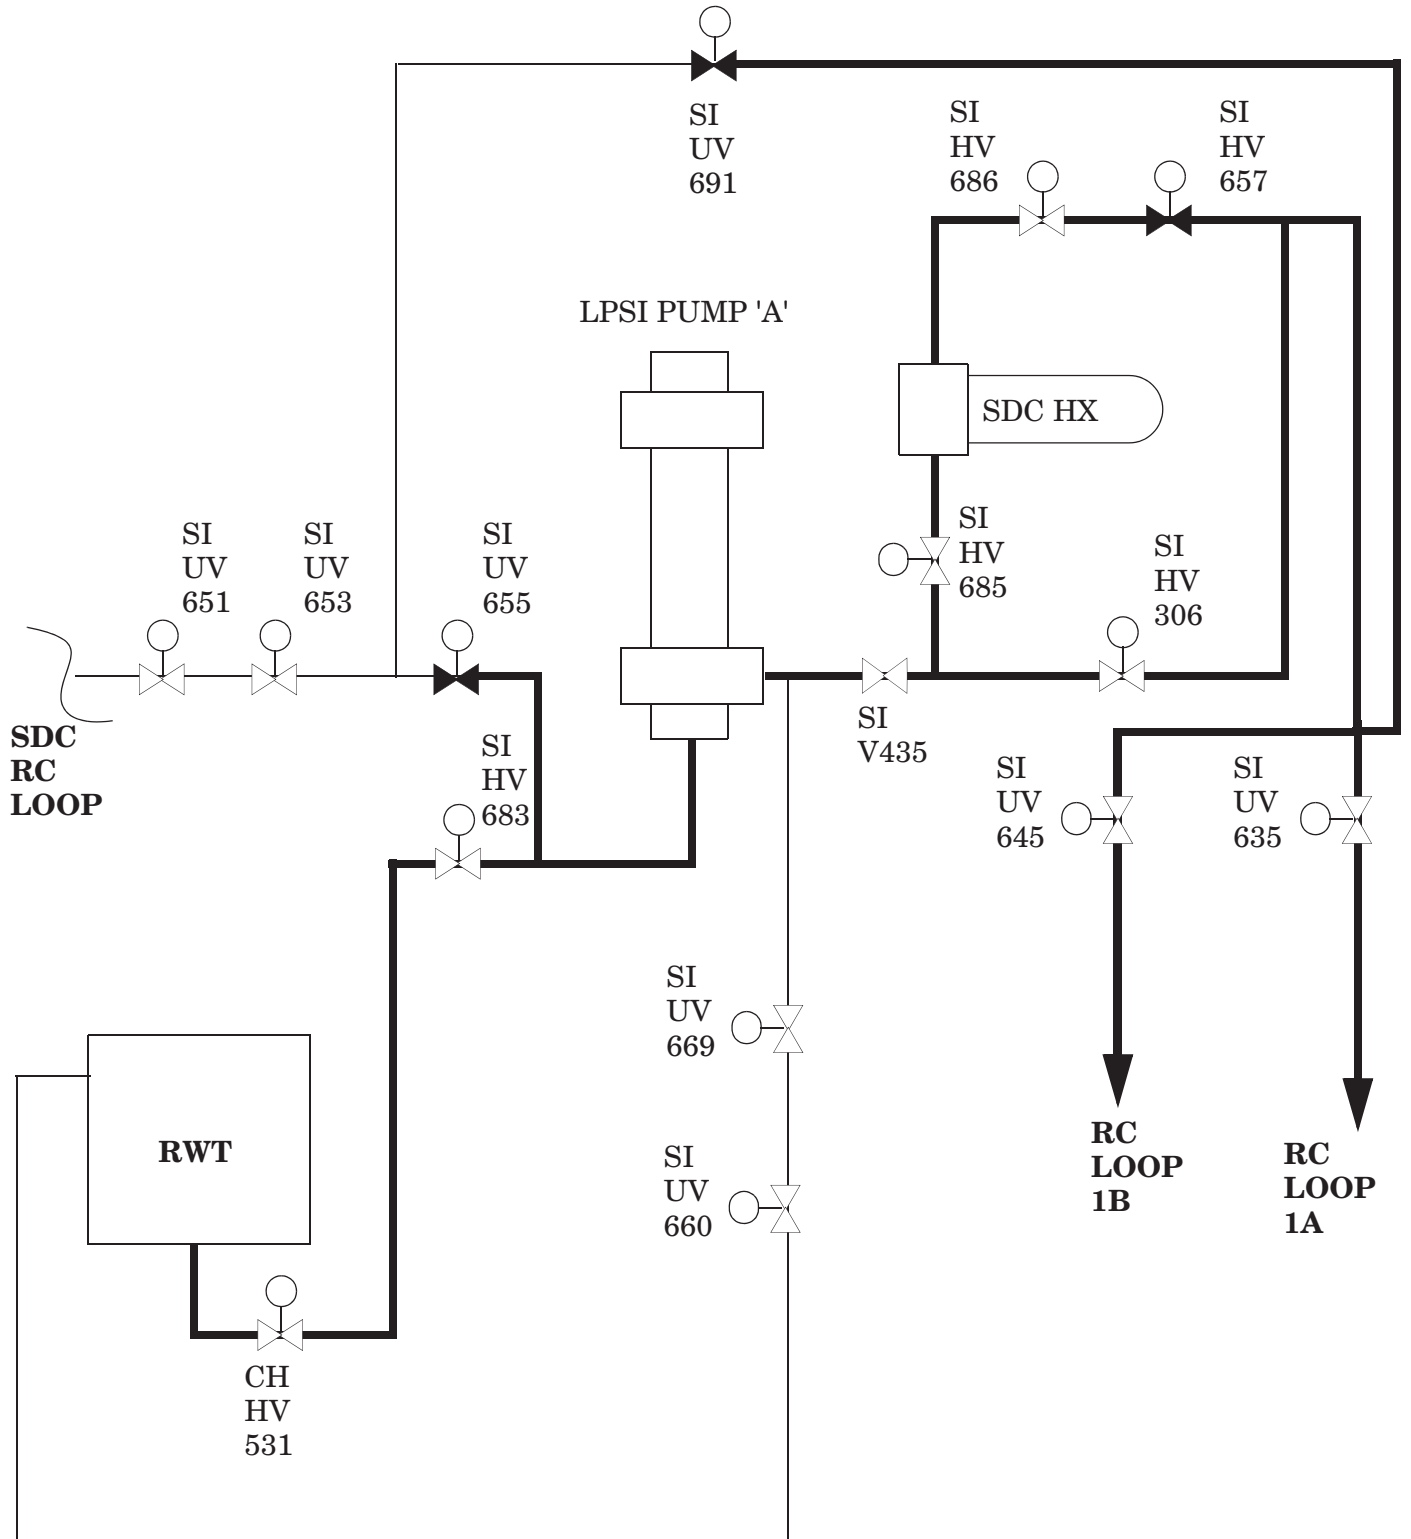 SI
UV
691
SI
HV
686
SI
HV
657
LPSI PUMP 'A'
SDC HX
SI
UV
651
SI
UV
653
SI
UV
655
SI
HV
685
SI
HV
306
SDC
RC
LOOP
SI
HV
683
SI
V435
SI
UV
645
SI
UV
635
SI
UV
669
RWT
SI
UV
660
RC
LOOP
1B
RC
LOOP
1A
CH
HV
531